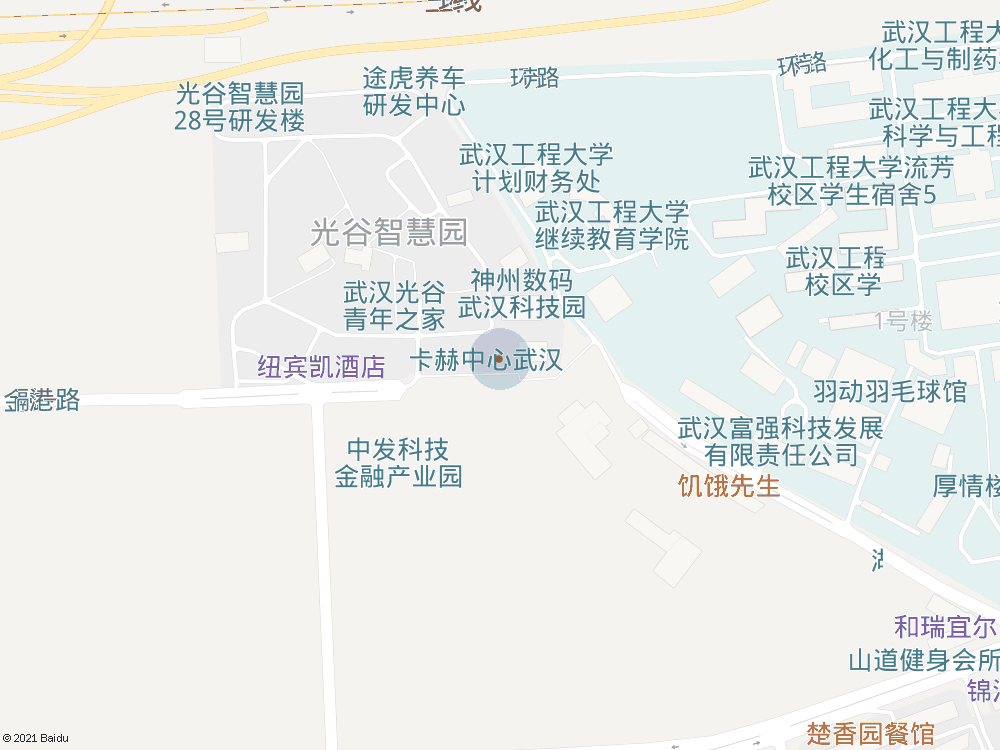 武汉工程大
化工与制药
环湾路
途虎养车
研发中心
光谷智慧园
28号研发楼
武汉工程大
科学与工程
武汉工程大学
计划财务处
武汉工程大学流芳
校区学生宿舍5
武汉工程大学
继续教育学院
光谷智慧园
武汉工程
校区学
神州数码
武汉科技园
武汉光谷
青年之家
1号楼
卡赫中心武汉
纽宾凯酒店
羽动羽毛球馆
港路
武汉富强科技发展
有限责任公司
中发科技
金融产业园
饥饿先生
厚情楼
和瑞宜尔
山道健身会所
楚香园餐馆
© 2021 Baidu